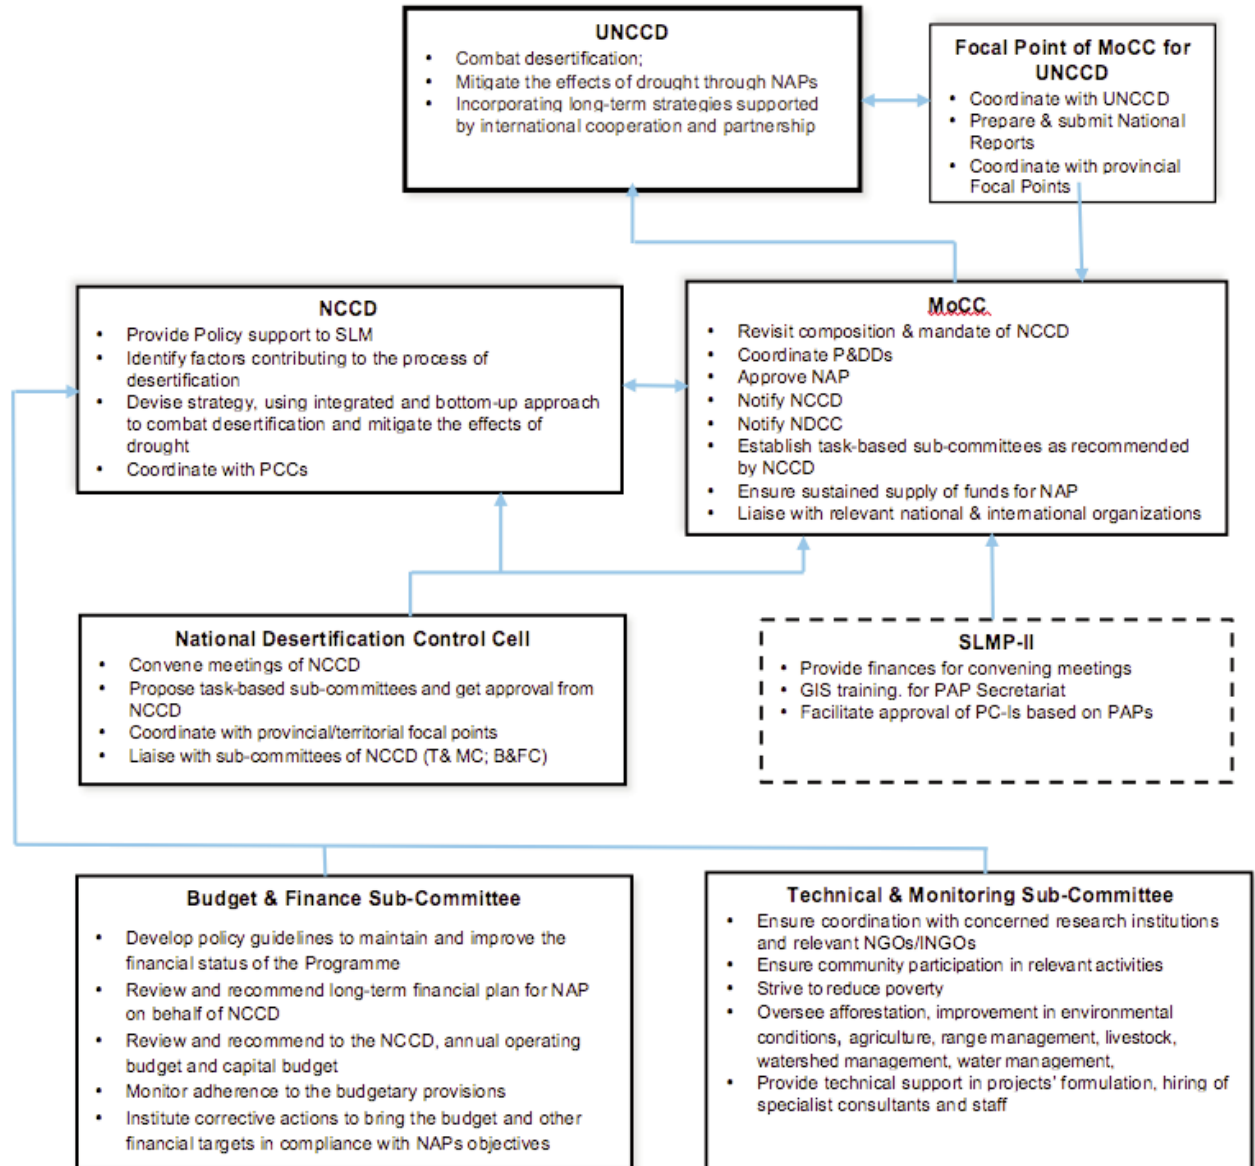 UNCCD
• Combat desertification;
• Mitigate the effects of drought through NAPs
• Incorporating long-term strategies supported
by international cooperation and partnership
Focal Point of MoCC for
UNCCD
• Coordinate with UNCCD
• Prepare & submit National
Reports
• Coordinate with provincial
Focal Points
NCCD
• Provide Policy support to SLM
• Identify factors contributing to the process of
desertification
• Devise strategy, using integrated and bottom-up approach
to combat desertification and mitigate the effects of
drought
• Coordinate with PCCs
MoCC
• Revisit composition & mandate of NCCD
• Coordinate P&DDs
• Approve NAP
• Notify NCCD
• Notify NDCC
• Establish task-based sub-committees as recommended
by NCCD
• Ensure sustained supply of funds for NAP
• Liaise with relevant national & international organizations
National Desertification Control Cell
• Convene meetings of NCCD
• Propose task-based sub-committees and get approval from
NCCD
• Coordinate with provincial/territorial focal points
• Liaise with sub-committees of NCCD (T& MC; B&FC)
SLMP-II
• Provide finances for convening meetings
• GIS training. for PAP Secretariat
• Facilitate approval of PC-Is based on PAPs
Budget & Finance Sub-Committee
• Develop policy guidelines to maintain and improve the
financial status of the Programme
• Review and recommend long-term financial plan for NAP
on behalf of NCCD
• Review and recommend to the NCCD, annual operating
budget and capital budget
• Monitor adherence to the budgetary provisions
• Institute corrective actions to bring the budget and other
financial targets in compliance with NAPs objectives
Technical & Monitoring Sub-Committee
• Ensure coordination with concerned research institutions
and relevant NGOs/INGOs
• Ensure community participation in relevant activities
• Strive to reduce poverty
• Oversee afforestation, improvement in environmental
conditions, agriculture, range management, livestock,
watershed management, water management,
• Provide technical support in projects' formulation, hiring of
specialist consultants and staff